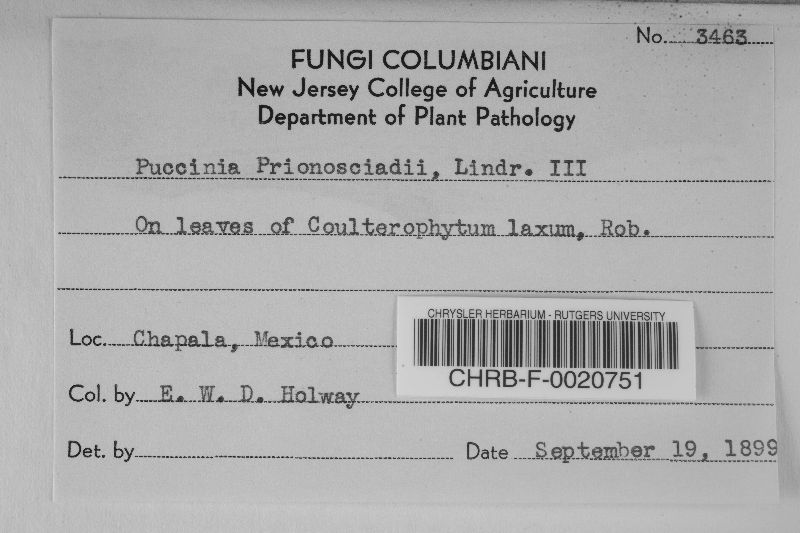 No. 3463
FUNGI COLUMBIANI
New Jersey College of Agriculture
Department of Plant Pathology
Puccinia Prionosciadii, Lindr. III
On leaves of Coulterophytum laxum, Rob.
CHRYSLER HERBARIUM - RUTGERS UNIVERSITY
CHRB-F-0020751
Loc. Chapala, Mexico
Col. by E. W. D. Holway
Det. by
Date September 19, 1899